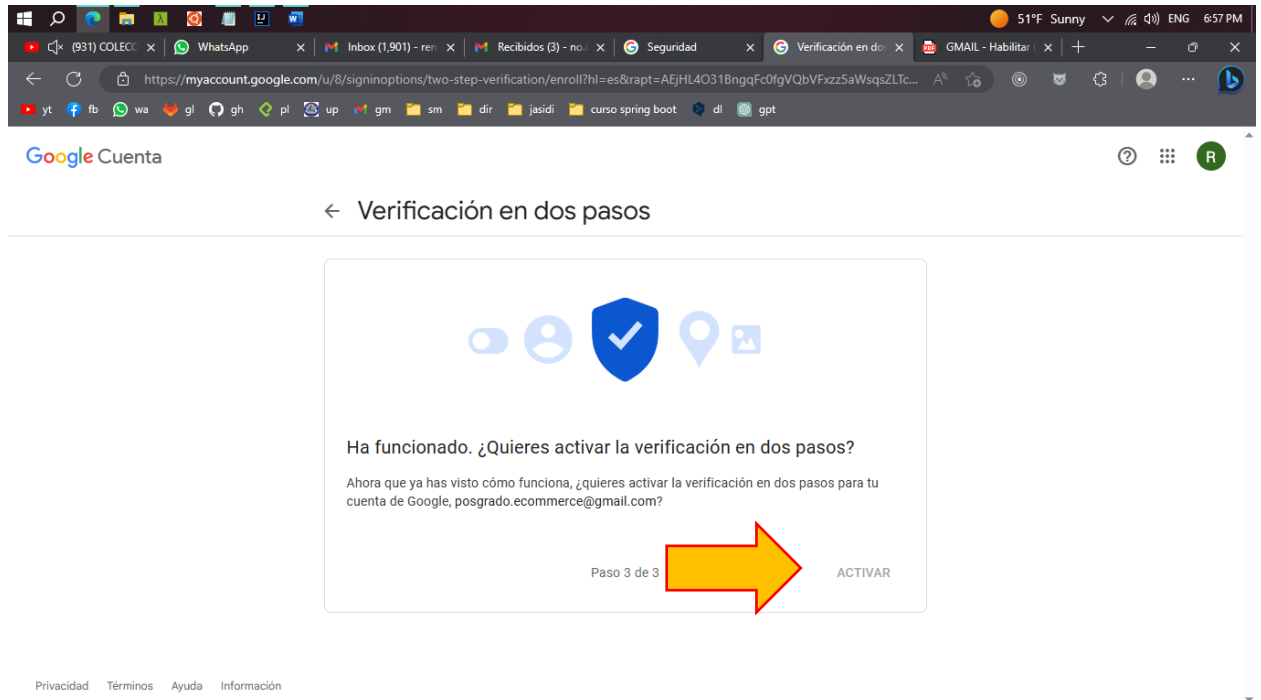 51°F Sunny ENG 6:57 PM
(931) COLECC WhatsApp Inbox (1,901) - ren Recibidos (3) - no. Seguridad Verificación en dos GMAIL - Habilitar
https://myaccount.google.com/u/8/signinoptions/two-step-verification/enroll?hl=es&rapt=AEjHL4O31BngqFc0fgVQbVFxzz5aWsqsZLTc...
yt fb wa gl gh pl up gm sm dir jasidi curso spring boot dl gpt
Google Cuenta
R
Verificación en dos pasos
Ha funcionado. ¿Quieres activar la verificación en dos pasos?
Ahora que ya has visto cómo funciona, ¿quieres activar la verificación en dos pasos para tu
cuenta de Google, posgrado.ecommerce@gmail.com?
Paso 3 de 3 ACTIVAR
Privacidad Términos Ayuda Información